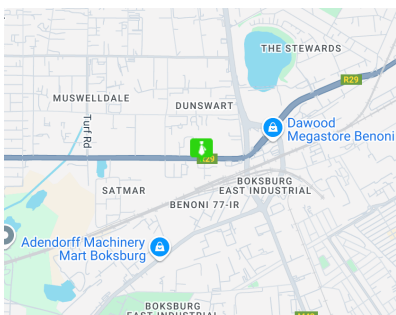 THE STEWARDS
R29
MUSWELLDALE
DUNSWART
Turf Rd
Dawood
Megastore Benoni
R29
SATMAR
BOKSBURG
EAST INDUSTRIAL
BENONI 77-IR
Adendorff Machinery
Mart Boksburg
BOKSBURG
EAST INDUSTRIAL